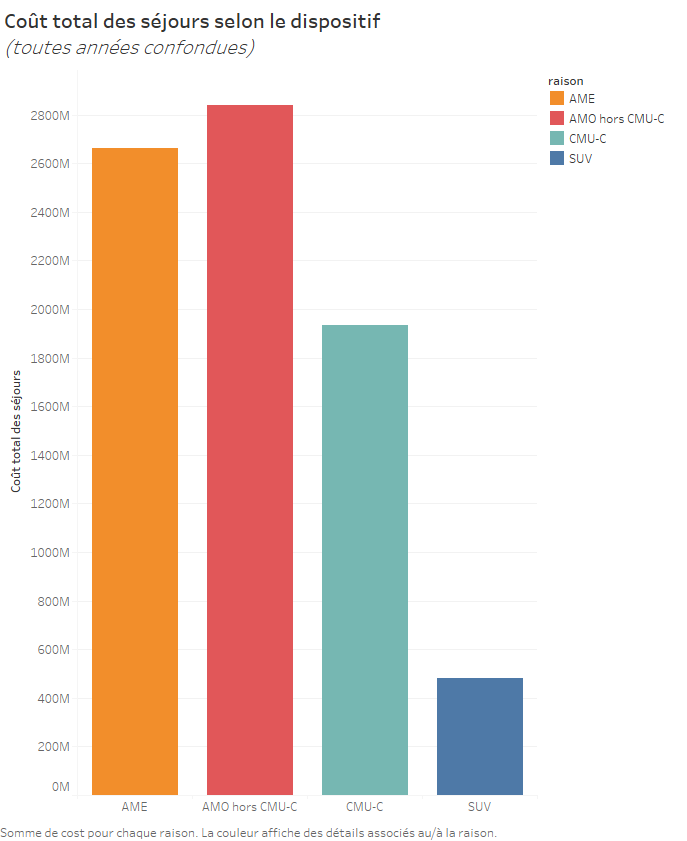 Coût total des séjours selon le dispositif
(toutes années confondues)
raison
AME
AMO hors CMU-C
CMU-C
SUV
2800M
2600M
2400M
2200M
2000M
1800M
1600M
1400M
1200M
1000M
800M
600M
400M
200M
0M
Coût total des séjours
AME
AMO hors CMU-C
CMU-C
SUV
Somme de cost pour chaque raison. La couleur affiche des détails associés au/à la raison.